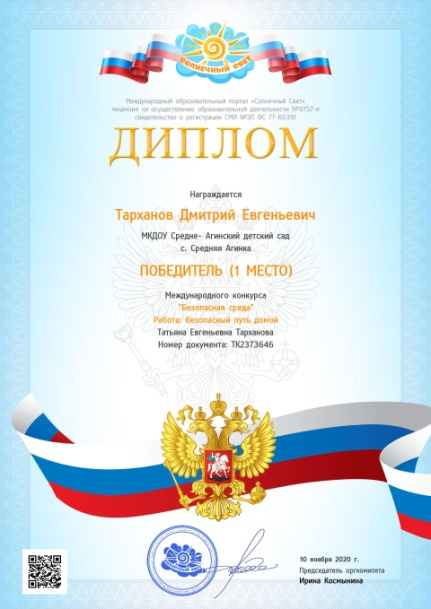 СОЛНЕЧНЫЙ СВЕТ
Международный образовательный портал «Солнечный Свет»
лицензия на осуществление образовательной деятельности №9757-л
свидетельство о регистрации СМИ №ЭЛ ФС 77-65391
ДИПЛОМ
Награждается
Тарханов Дмитрий Евгеньевич
МКДОУ Средне- Агинский детский сад
с. Средняя Агинка
ПОБЕДИТЕЛЬ (1 МЕСТО)
Международного конкурса
"Безопасная среда"
Работа: безопасный путь домой
Татьяна Евгеньевна Тарханова
Номер документа: ТК2373646
10 ноября 2020 г.
Председатель оргкомитета
Ирина Космынина